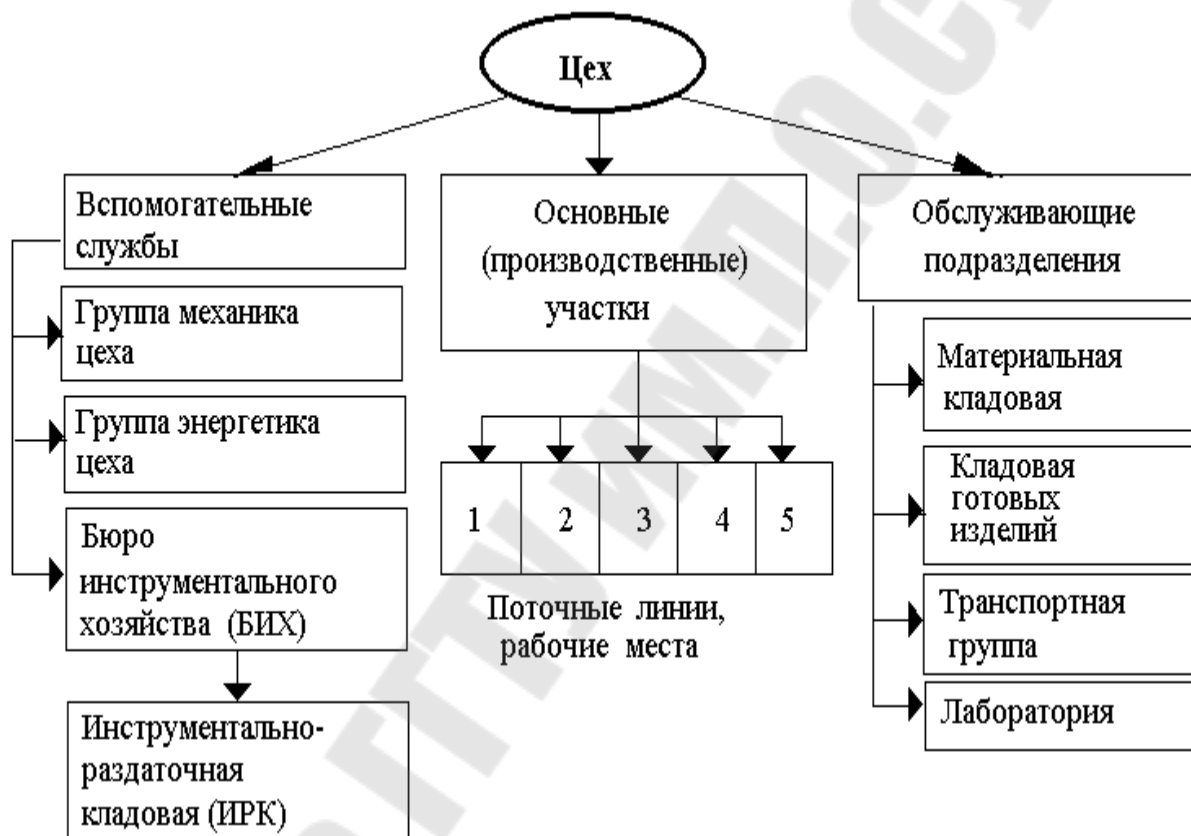 Цех
Вспомогательные
службы
Группа механика
цеха
Группа энергетика
цеха
Бюро
инструментального
хозяйства (БИХ)
Инструментально-
раздаточная
кладовая (ИРК)
Основные
(производственные)
участки
1 2 3 4 5
Поточные линии,
рабочие места
Обслуживающие
подразделения
Материальная
кладовая
Кладовая
готовых
изделий
Транспортная
группа
Лаборатория
ГГТУ им.П.О.С